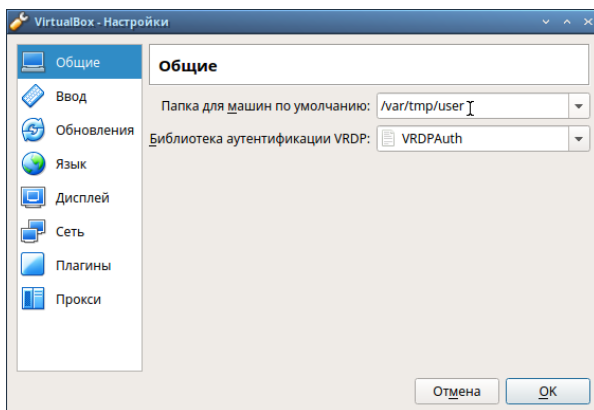 VirtualBox - Настройки
Общие
Ввод
Обновления
Язык
Дисплей
Сеть
Плагины
Прокси
Общие
Папка для машин по умолчанию: /var/tmp/user
Библиотека аутентификации VRDP: VRDPAuth
Отмена OK